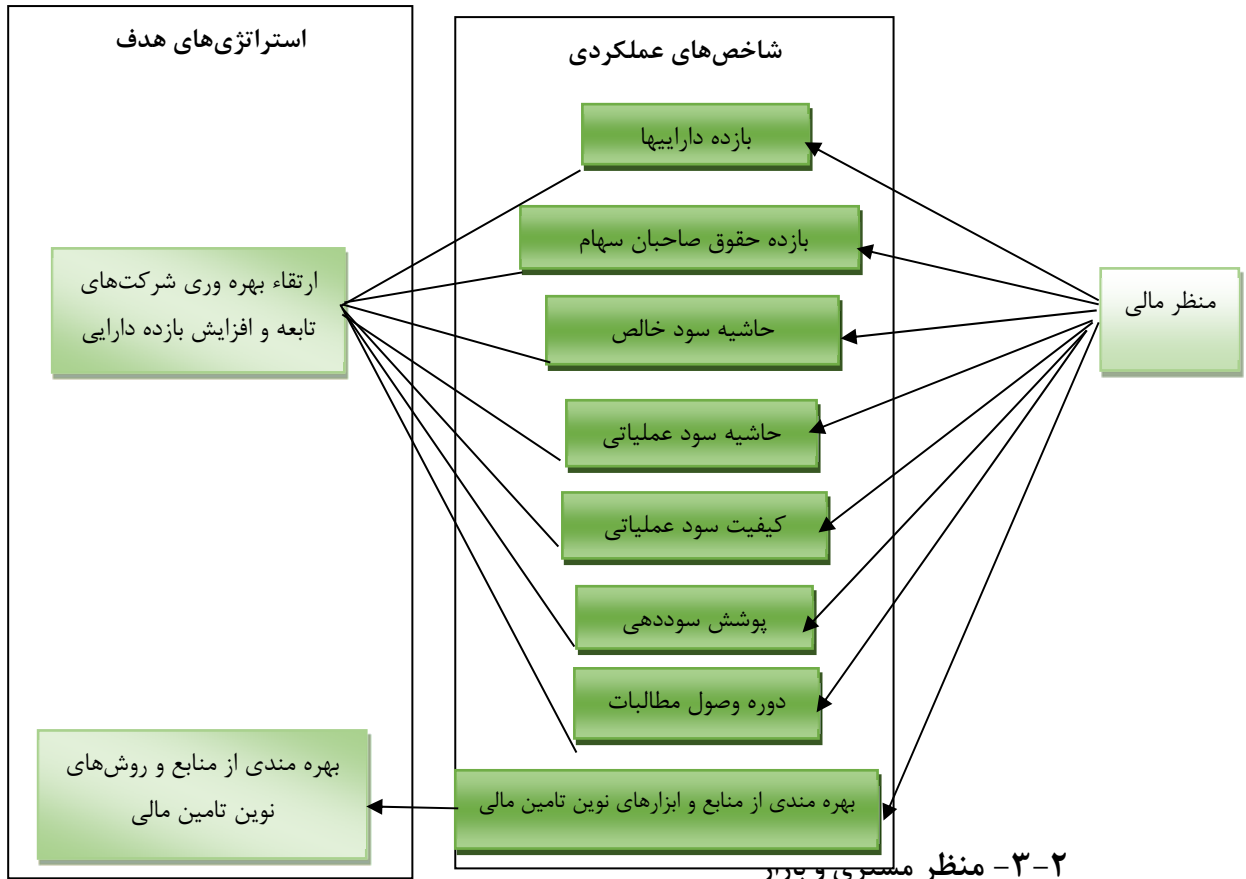 استراتژی‌های هدف
شاخص‌های عملکردی
بازده داراییها
بازده حقوق صاحبان سهام
حاشیه سود خالص
حاشیه سود عملیاتی
کیفیت سود عملیاتی
پوشش سوددهی
دوره وصول مطالبات
بهره مندی از منابع و ابزارهای نوین تامین مالی
منظر مالی
ارتقاء بهره وری شرکت‌های
تابعه و افزایش بازده دارایی
بهره مندی از منابع و روش‌های
نوین تامین مالی
۲-۳- منظر مشتری و بازار